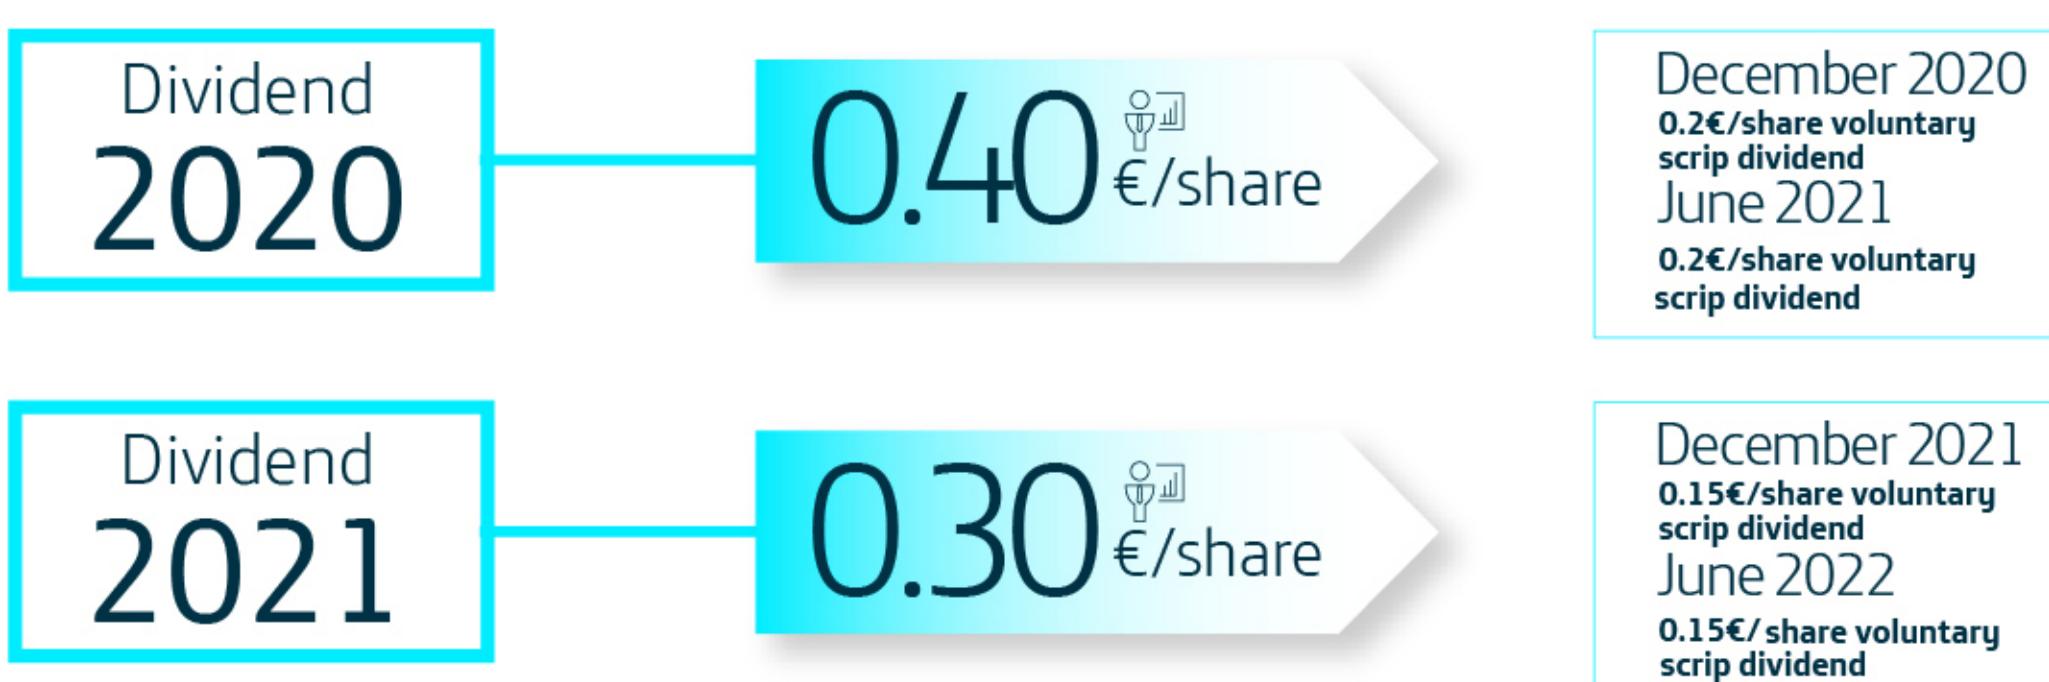 Dividend
2020
0.40
€/share
December 2020
0.2€/share voluntary
scrip dividend
June 2021
0.2€/share voluntary
scrip dividend
Dividend
2021
0.30
€/share
December 2021
0.15€/share voluntary
scrip dividend
June 2022
0.15€/ share voluntary
scrip dividend